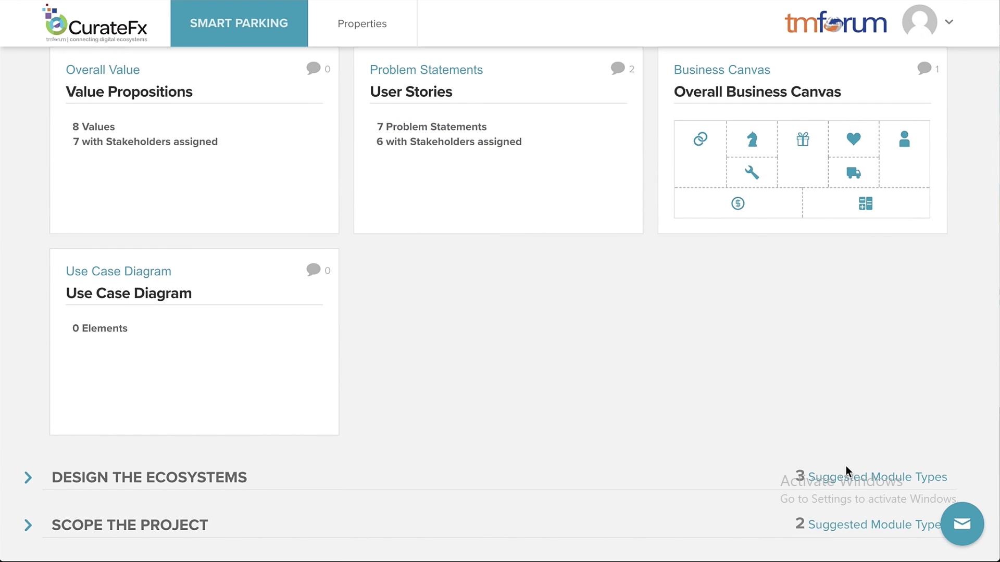 CurateFx
tmforum | connecting digital ecosystems
SMART PARKING
Properties
tmforum
Overall Value
0
Value Propositions
8 Values
7 with Stakeholders assigned
Problem Statements
2
User Stories
7 Problem Statements
6 with Stakeholders assigned
Business Canvas
1
Overall Business Canvas
Use Case Diagram
0
Use Case Diagram
0 Elements
DESIGN THE ECOSYSTEMS
3 Suggested Module Types
Activate Windows
Go to Settings to activate Windows.
SCOPE THE PROJECT
2 Suggested Module Type